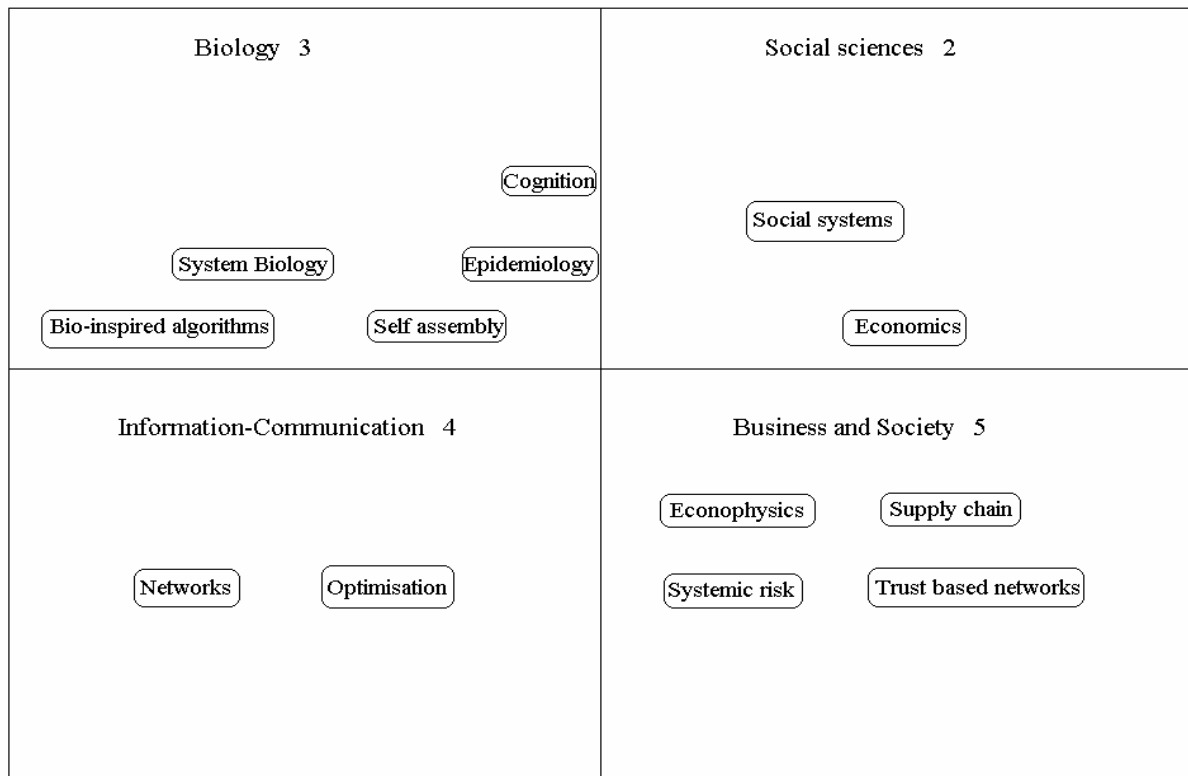 Biology 3
Social sciences 2
Cognition
Social systems
System Biology
Epidemiology
Bio-inspired algorithms
Self assembly
Economics
Information-Communication 4
Business and Society 5
Econophysics
Supply chain
Networks
Optimisation
Systemic risk
Trust based networks